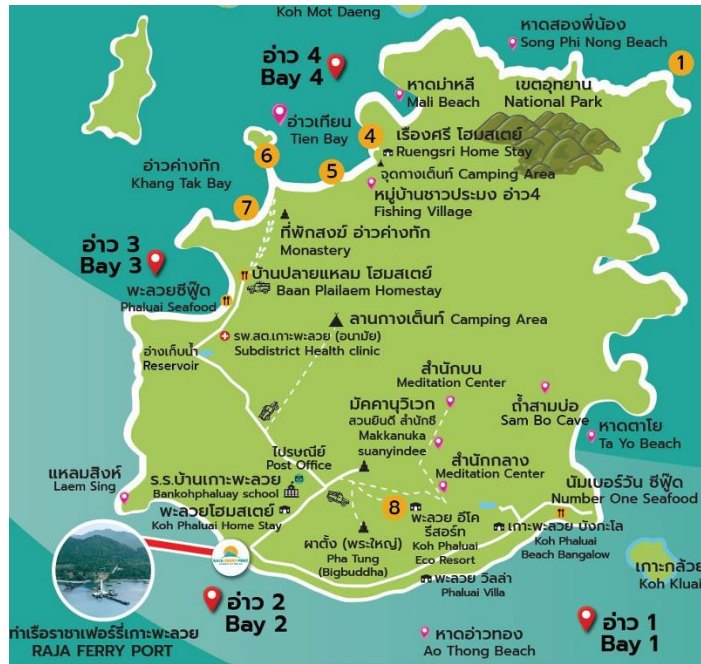 Koh Mot Daeng
หาดสองพี่น้อง
Song Phi Nong Beach
1
อ่าว 4
Bay 4
หาดม่าหลี
Mali Beach
เขตอุทยาน
National Park
อ่าวเทียน
Tien Bay
4
เรืองศรี โฮมสเตย์
Ruengsri Home Stay
จุดกางเต็นท์ Camping Area
อ่าวค่างทัก
Khang Tak Bay
6
5
หมู่บ้านชาวประมง อ่าว4
Fishing Village
7
ที่พักสงฆ์ อ่าวค่างทัก
Monastery
อ่าว 3
Bay 3
บ้านปลายแหลม โฮมสเตย์
Baan Plailaem Homestay
พะลวยซีฟู๊ด
Phaluai Seafood
ลานกางเต็นท์ Camping Area
รพ.สต.เกาะพะลวย (อนามัย)
Subdistrict Health clinic
อ่างเก็บน้ำ
Reservoir
สำนักบน
Meditation Center
มัคคานุวิเวก
สวนยินดี สำนักชี
Makkanuka
suanyindee
ถ้ำสามบ่อ
Sam Bo Cave
หาดตาโย
Ta Yo Beach
ไปรษณีย์
Post Office
สำนักกลาง
Meditation Center
แหลมสิงห์
Laem Sing
ร.ร.บ้านเกาะพะลวย
Bankohphaluay school
นัมเบอร์วัน ซีฟู้ด
Number One Seafood
พะลวยโฮมสเตย์
Koh Phaluai Home Stay
8
พะลวย อีโค
รีสอร์ท
Koh Phaluai
Eco Resort
เกาะพะลวย บังกะโล
Koh Phaluai
Beach Bangalow
ผาตั้ง (พระใหญ่)
Pha Tung
(Bigbuddha)
เกาะกล้วย
Koh Kluai
RAJA FERRY PORT
พะลวย วิลล่า
Phaluai Villa
อ่าว 2
Bay 2
อ่าว 1
Bay 1
ท่าเรือราชาเฟอร์รี่เกาะพะลวย
RAJA FERRY PORT
หาดอ่าวทอง
Ao Thong Beach